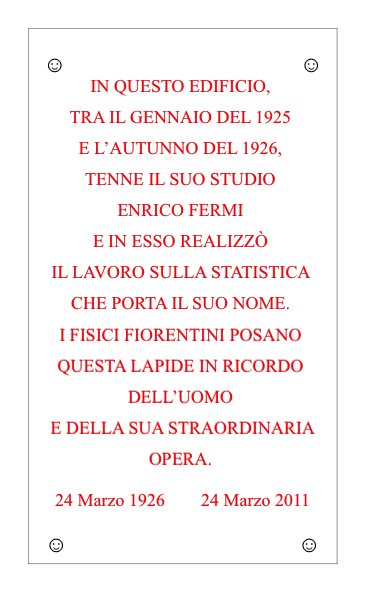 IN QUESTO EDIFICIO,
TRA IL GENNAIO DEL 1925
E L’AUTUNNO DEL 1926,
TENNE IL SUO STUDIO
ENRICO FERMI
E IN ESSO REALIZZÒ
IL LAVORO SULLA STATISTICA
CHE PORTA IL SUO NOME.
I FISICI FIORENTINI POSANO
QUESTA LAPIDE IN RICORDO
DELL’UOMO
E DELLA SUA STRAORDINARIA
OPERA.
24 Marzo 1926 24 Marzo 2011